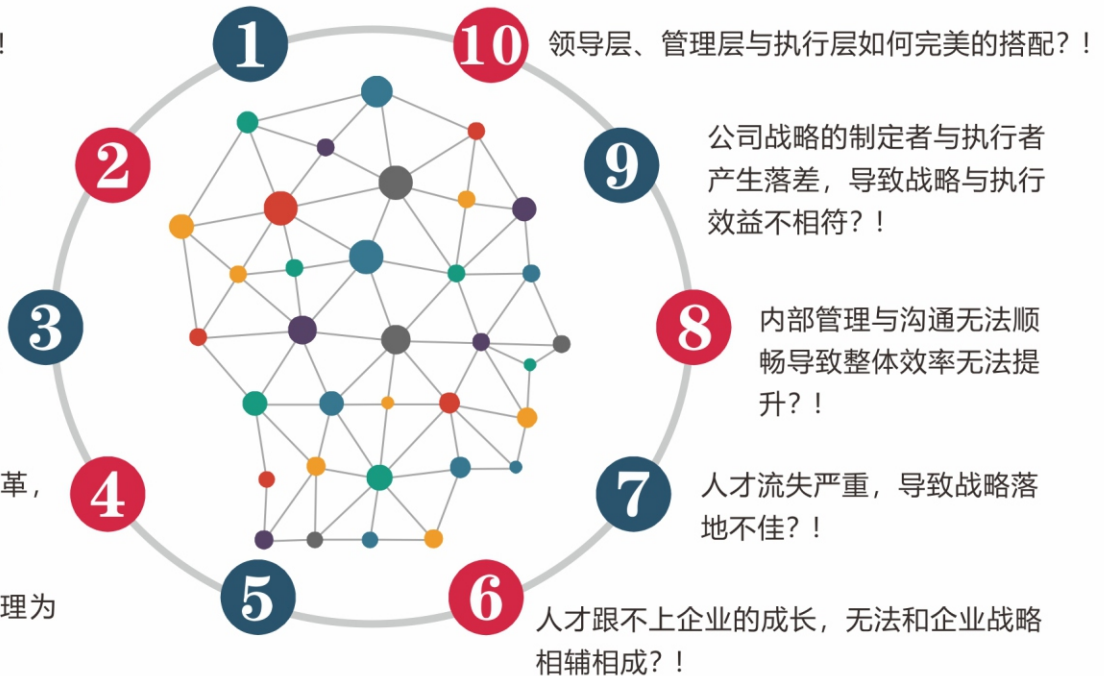 ！
1
10
领导层、管理层与执行层如何完美的搭配？！
2
9
公司战略的制定者与执行者
产生落差，导致战略与执行
效益不相符？！
3
8
内部管理与沟通无法顺
畅导致整体效率无法提
升？！
革，
4
7
人才流失严重，导致战略落
地不佳？！
理为
5
6
人才跟不上企业的成长，无法和企业战略
相辅相成？！